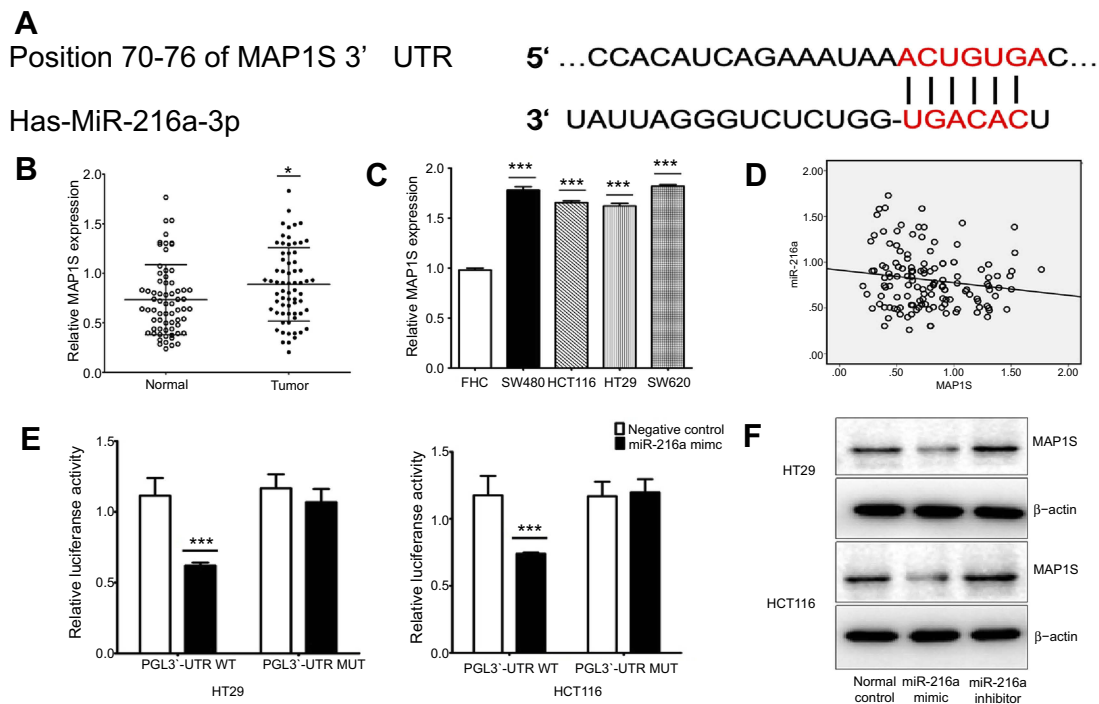 A
Position 70-76 of MAP1S 3’ UTR 5‘ ...CCACAUCAGAAAUAAACUGUGAC...
Has-MiR-216a-3p 3‘ UAUUAGGGUCUCUGG-UGACACU
B
Relative MAP1S expression
2.0
1.5
1.0
0.5
0.0
*
Normal Tumor
C
Relative MAP1S expression
2.0
1.5
1.0
0.5
0.0
*** *** *** ***
FHC SW480 HCT116 HT29 SW620
D
miR-216a
2.00
1.50
1.00
.50
.00
.00 .50 1.00 1.50 2.00
MAP1S
E
Relative luciferanse activity
1.5
1.0
0.5
0.0
***
PGL3`-UTR WT PGL3`-UTR MUT
HT29
Negative control
miR-216a mimc
Relative luciferanse activity
1.5
1.0
0.5
0.0
***
PGL3`-UTR WT PGL3`-UTR MUT
HCT116
F
HT29
MAP1S
β−actin
HCT116
MAP1S
β−actin
Normal control
miR-216a mimic
miR-216a inhibitor